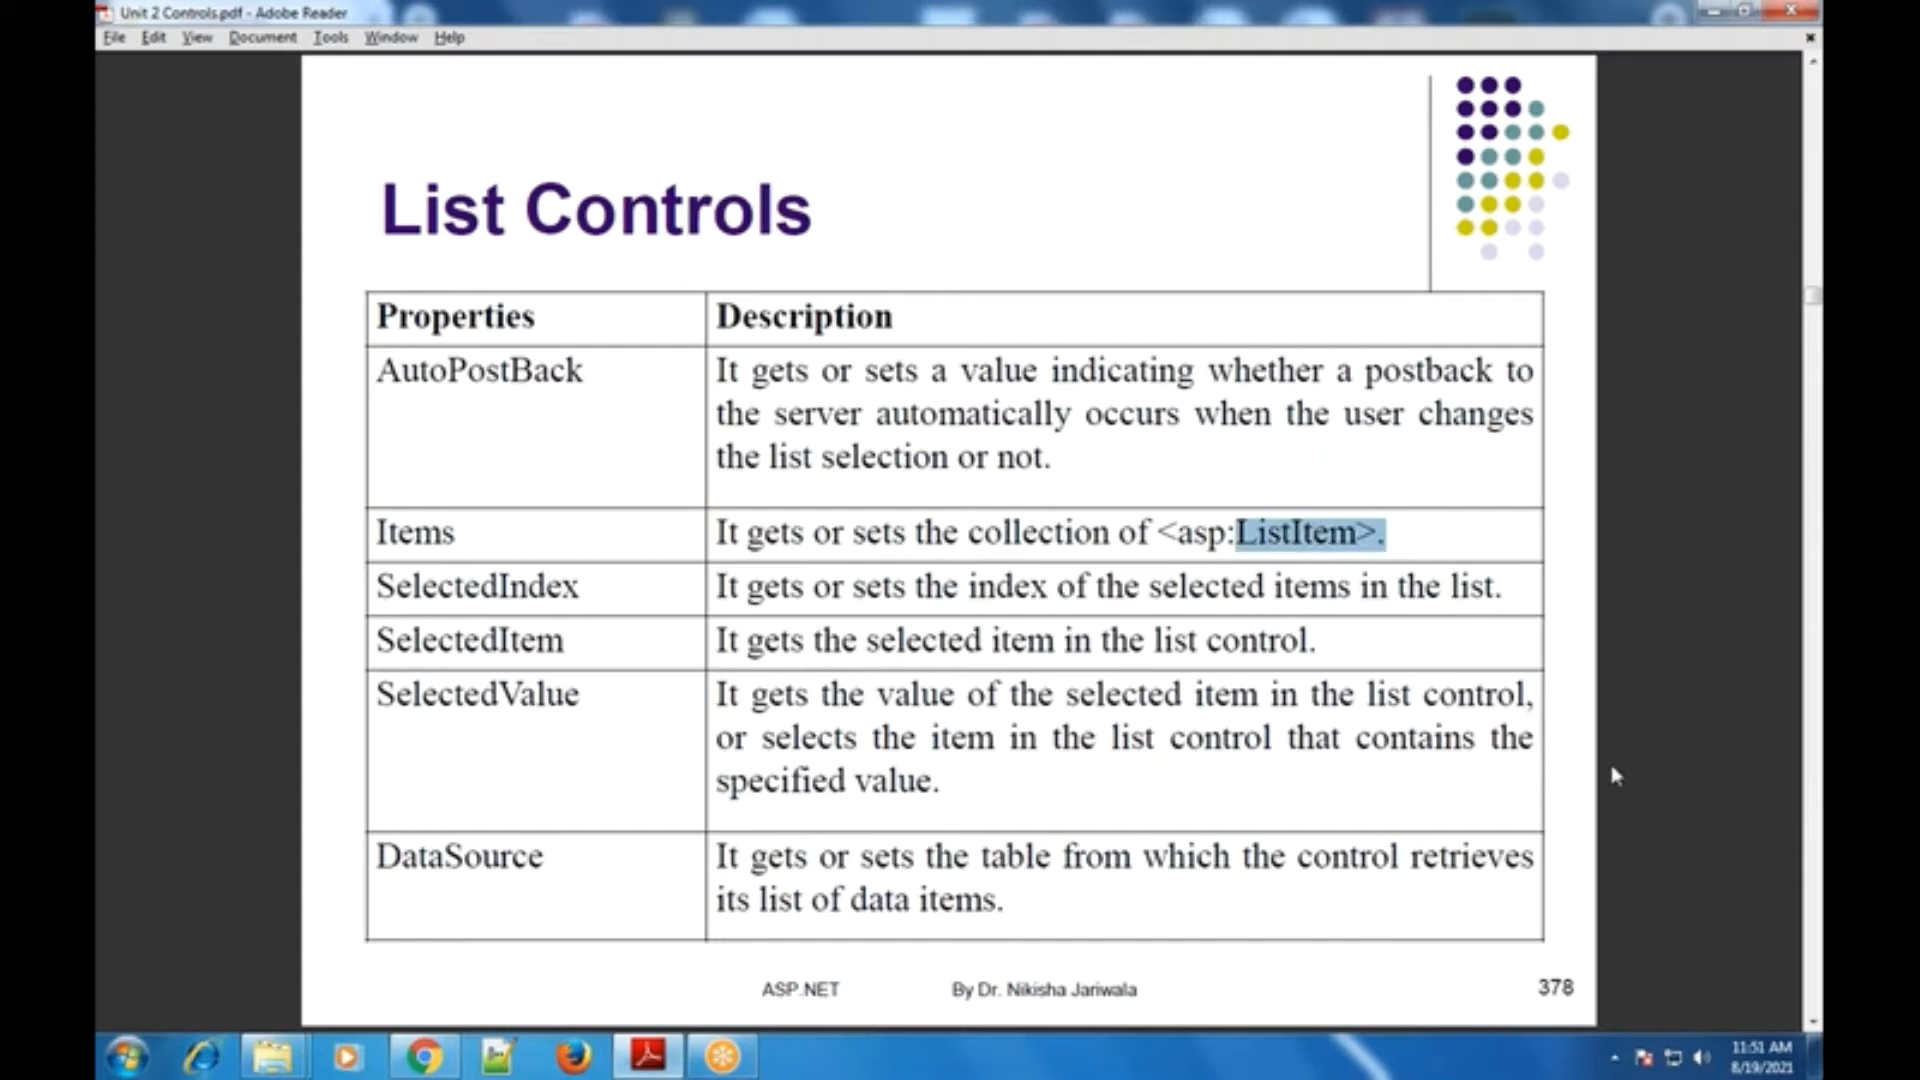 Unit 2 Controls.pdf - Adobe Reader
File Edit View Document Tools Window Help
List Controls
Properties Description
AutoPostBack It gets or sets a value indicating whether a postback to
the server automatically occurs when the user changes
the list selection or not.
Items It gets or sets the collection of <asp:ListItem>.
SelectedIndex It gets or sets the index of the selected items in the list.
SelectedItem It gets the selected item in the list control.
SelectedValue It gets the value of the selected item in the list control,
or selects the item in the list control that contains the
specified value.
DataSource It gets or sets the table from which the control retrieves
its list of data items.
ASP.NET By Dr. Nikisha Jariwala 378
11:51 AM
8/19/2021